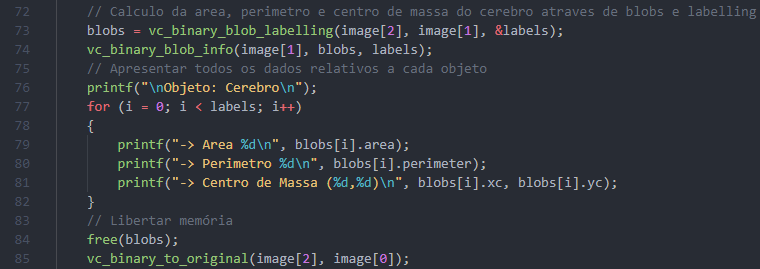 72 // Calculo da area, perimetro e centro de massa do cerebro atraves de blobs e labelling
73 blobs = vc_binary_blob_labelling(image[2], image[1], &labels);
74 vc_binary_blob_info(image[1], blobs, labels);
75 // Apresentar todos os dados relativos a cada objeto
76 printf("\nObjeto: Cerebro\n");
77 for (i = 0; i < labels; i++)
78 {
79 printf("-> Area %d\n", blobs[i].area);
80 printf("-> Perimetro %d\n", blobs[i].perimeter);
81 printf("-> Centro de Massa (%d,%d)\n", blobs[i].xc, blobs[i].yc);
82 }
83 // Libertar memória
84 free(blobs);
85 vc_binary_to_original(image[2], image[0]);